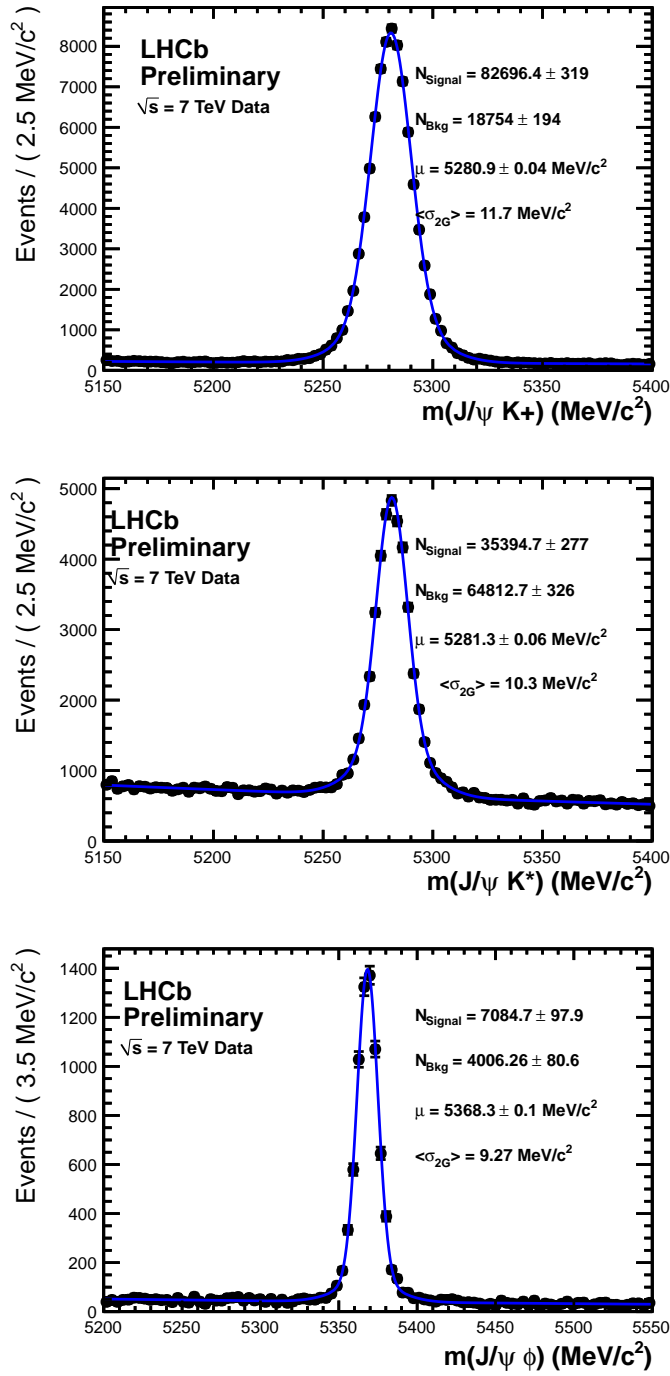 LHCb
Preliminary
√s = 7 TeV Data
N_Signal = 82696.4 ± 319
N_Bkg = 18754 ± 194
μ = 5280.9 ± 0.04 MeV/c²
<σ_2G> = 11.7 MeV/c²
Events / ( 2.5 MeV/c² )
8000
7000
6000
5000
4000
3000
2000
1000
0
5150 5200 5250 5300 5350 5400
m(J/ψ K+) (MeV/c²)
LHCb
Preliminary
√s = 7 TeV Data
N_Signal = 35394.7 ± 277
N_Bkg = 64812.7 ± 326
μ = 5281.3 ± 0.06 MeV/c²
<σ_2G> = 10.3 MeV/c²
Events / ( 2.5 MeV/c² )
5000
4000
3000
2000
1000
0
5150 5200 5250 5300 5350 5400
m(J/ψ K*) (MeV/c²)
LHCb
Preliminary
√s = 7 TeV Data
N_Signal = 7084.7 ± 97.9
N_Bkg = 4006.26 ± 80.6
μ = 5368.3 ± 0.1 MeV/c²
<σ_2G> = 9.27 MeV/c²
Events / ( 3.5 MeV/c² )
1400
1200
1000
800
600
400
200
0
5200 5250 5300 5350 5400 5450 5500 5550
m(J/ψ φ) (MeV/c²)